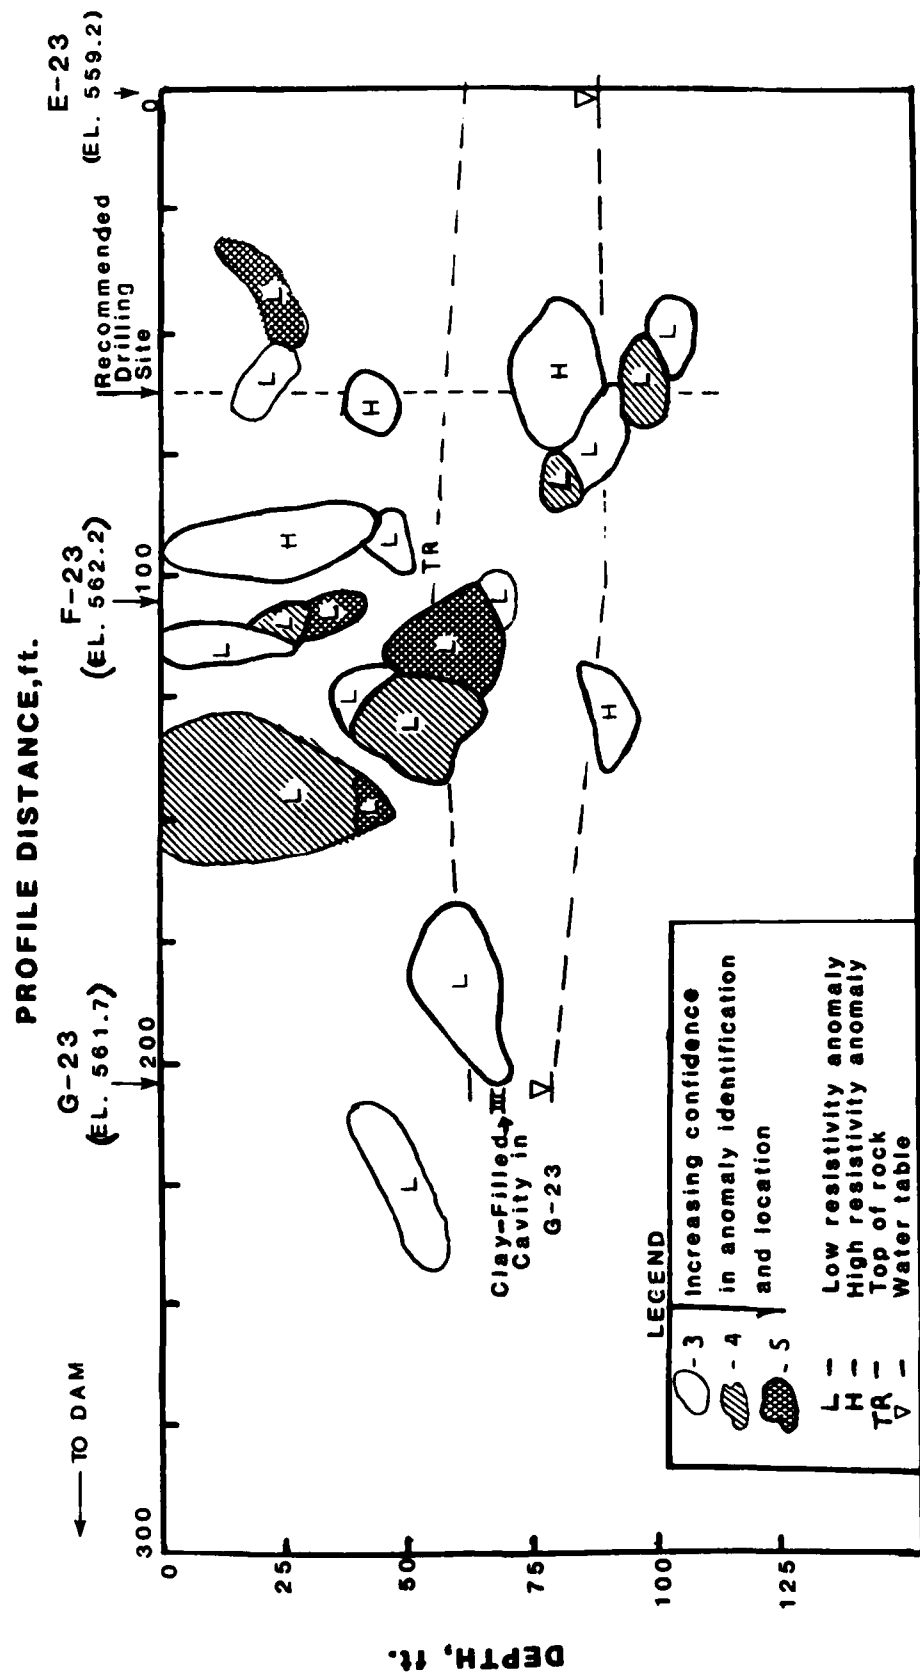 PROFILE DISTANCE, ft.
← TO DAM
G-23
(EL. 561.7)
F-23
(EL. 562.2)
Recommended
Drilling
Site
E-23
(EL. 559.2)
300
200
100
0
DEPTH, ft.
0
25
50
75
100
125
L
L
L
L
L
L
H
L
L
H
L
L
L
L
L
TR
L
H
L
L
H
L
L
Clay-Filled
Cavity in
G-23
LEGEND
- 3 Increasing confidence
- 4 in anomaly identification
- 5 and location
L — Low resistivity anomaly
H — High resistivity anomaly
TR — Top of rock
▽ — Water table